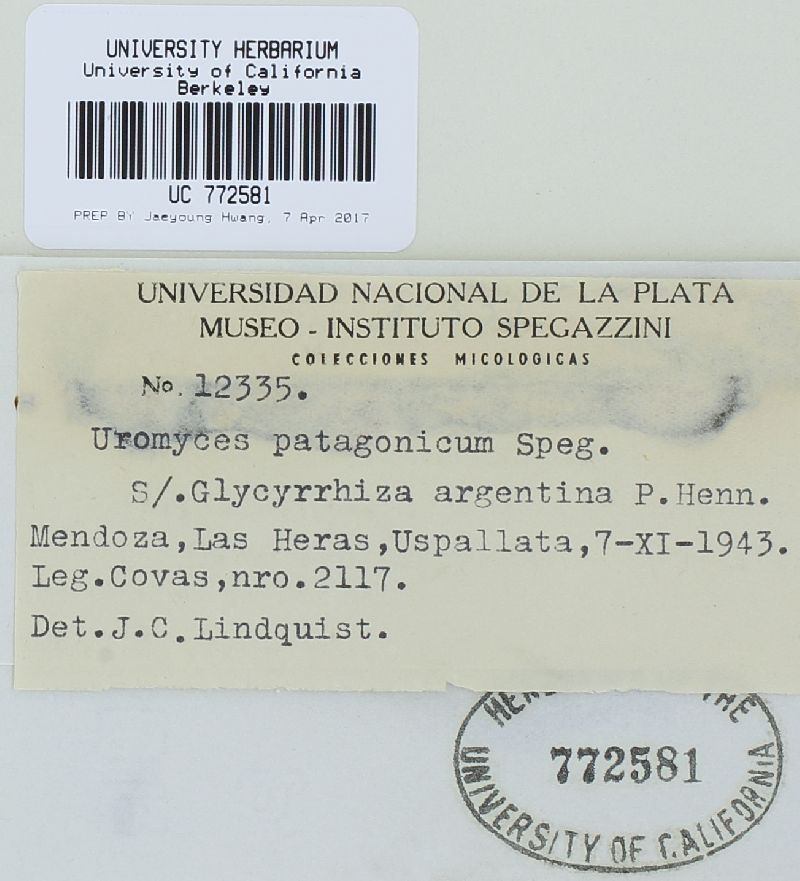 UNIVERSITY HERBARIUM
University of California
Berkeley
UC 772581
PREP BY Jaeyoung Hwang, 7 Apr 2017
UNIVERSIDAD NACIONAL DE LA PLATA
MUSEO - INSTITUTO SPEGAZZINI
COLECCIONES MICOLOGICAS
No. 12335.
Uromyces patagonicum Speg.
S/.Glycyrrhiza argentina P.Henn.
Mendoza,Las Heras,Uspallata,7-XI-1943.
Leg.Covas,nro.2117.
Det.J.C.Lindquist.
772581
UNIVERSITY OF CALIFORNIA